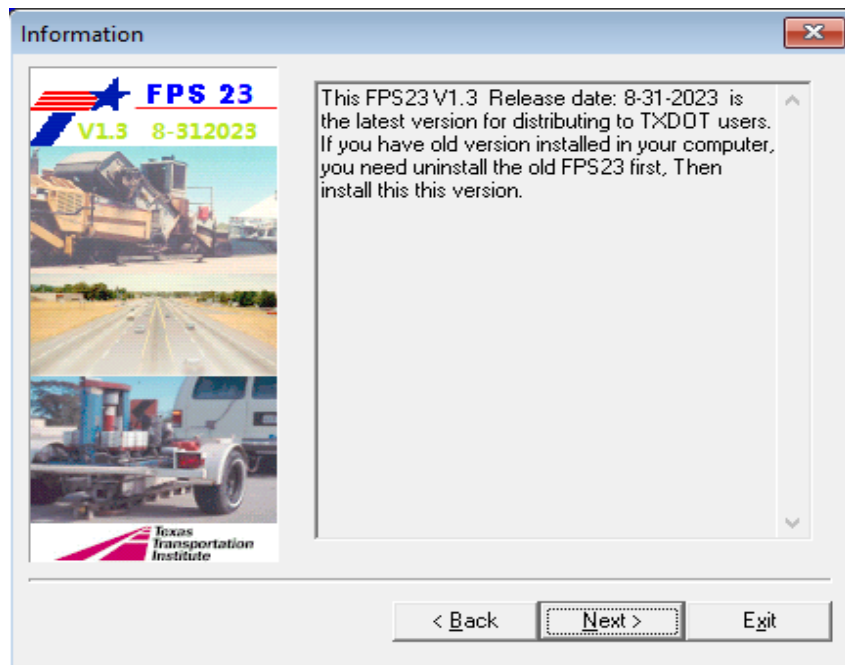 Information
FPS 23
V1.3 8-312023
Texas
Transportation
Institute
This FPS23 V1.3 Release date: 8-31-2023 is
the latest version for distributing to TXDOT users.
If you have old version installed in your computer,
you need uninstall the old FPS23 first, Then
install this this version.
< Back
Next >
Exit